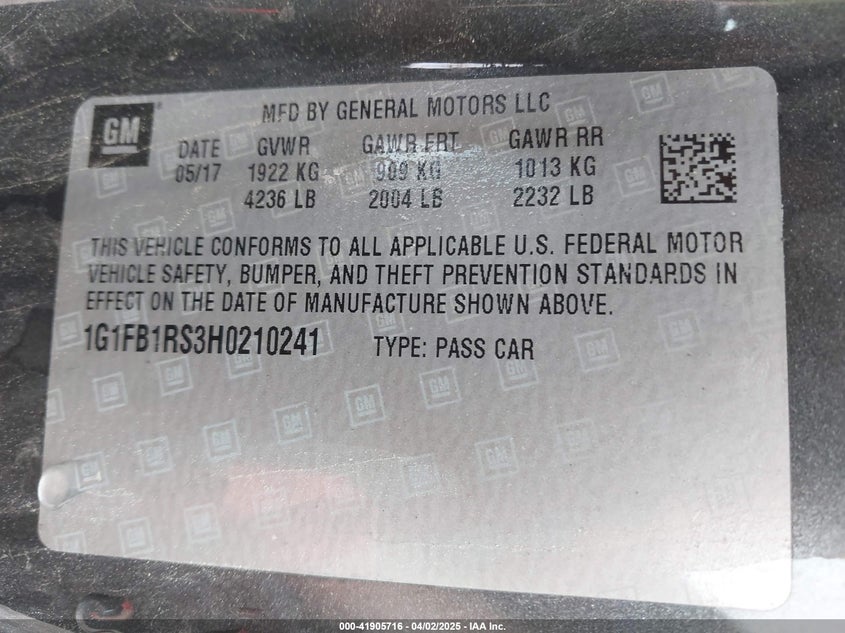 GM
MFD BY GENERAL MOTORS LLC
DATE GVWR GAWR FRT GAWR RR
05/17 1922 KG 909 KG 1013 KG
4236 LB 2004 LB 2232 LB
THIS VEHICLE CONFORMS TO ALL APPLICABLE U.S. FEDERAL MOTOR
VEHICLE SAFETY, BUMPER, AND THEFT PREVENTION STANDARDS IN
EFFECT ON THE DATE OF MANUFACTURE SHOWN ABOVE.
1G1FB1RS3H0210241 TYPE: PASS CAR
000-41905716 - 04/02/2025 - IAA Inc.